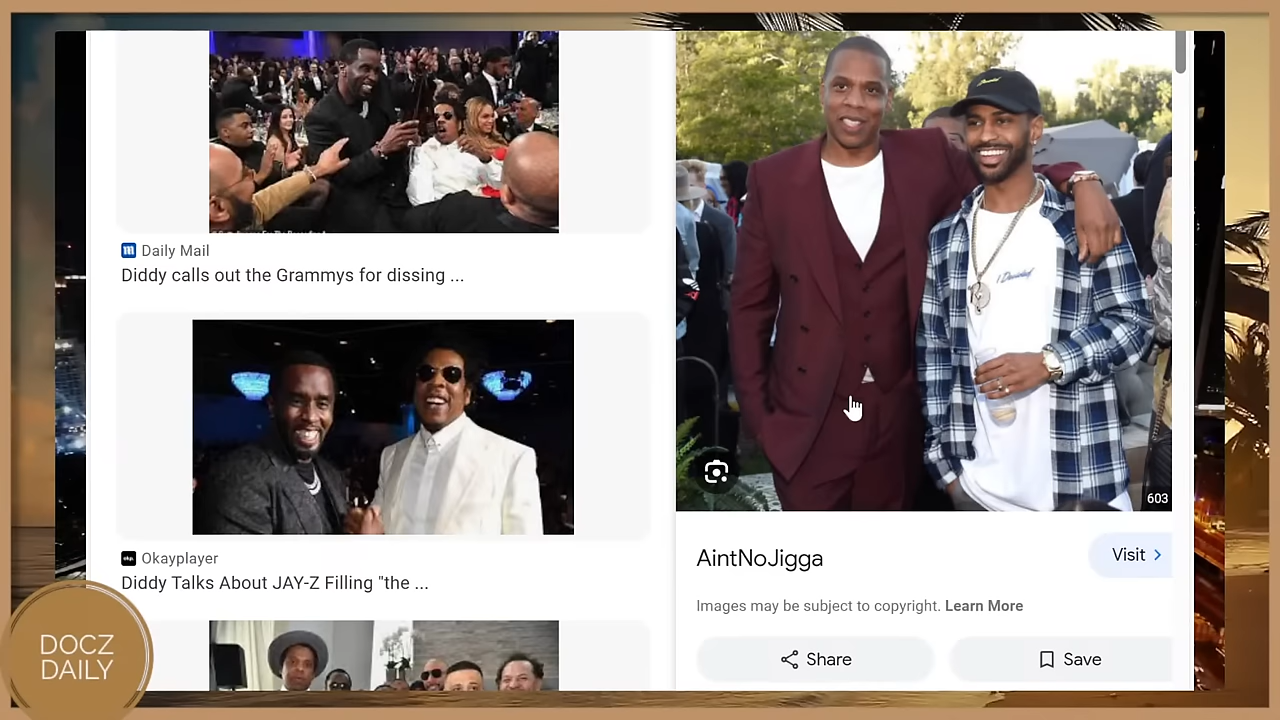 Daily Mail
Diddy calls out the Grammys for dissing ...
Okayplayer
Diddy Talks About JAY-Z Filling "the ...
603
AintNoJigga
Visit
Images may be subject to copyright. Learn More
Share
Save
DOCZ
DAILY